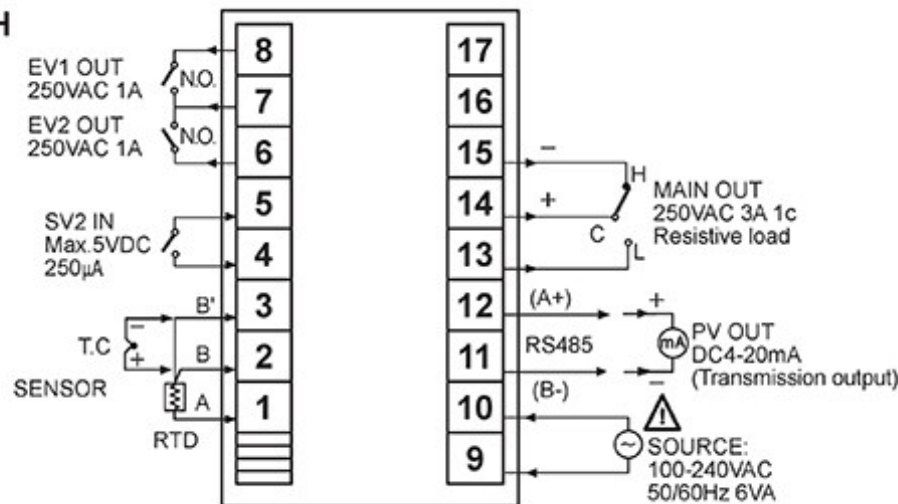 H
EV1 OUT
250VAC 1A
N.O.
EV2 OUT
250VAC 1A
N.O.
SV2 IN
Max.5VDC
250µA
T.C
−
+
SENSOR
B'
B
A
RTD
8
7
6
5
4
3
2
1
17
16
15
14
13
12
11
10
9
−
+
H
C
L
MAIN OUT
250VAC 3A 1c
Resistive load
(A+)
RS485
(B-)
+
mA
−
PV OUT
DC4-20mA
(Transmission output)
!
~
SOURCE:
100-240VAC
50/60Hz 6VA